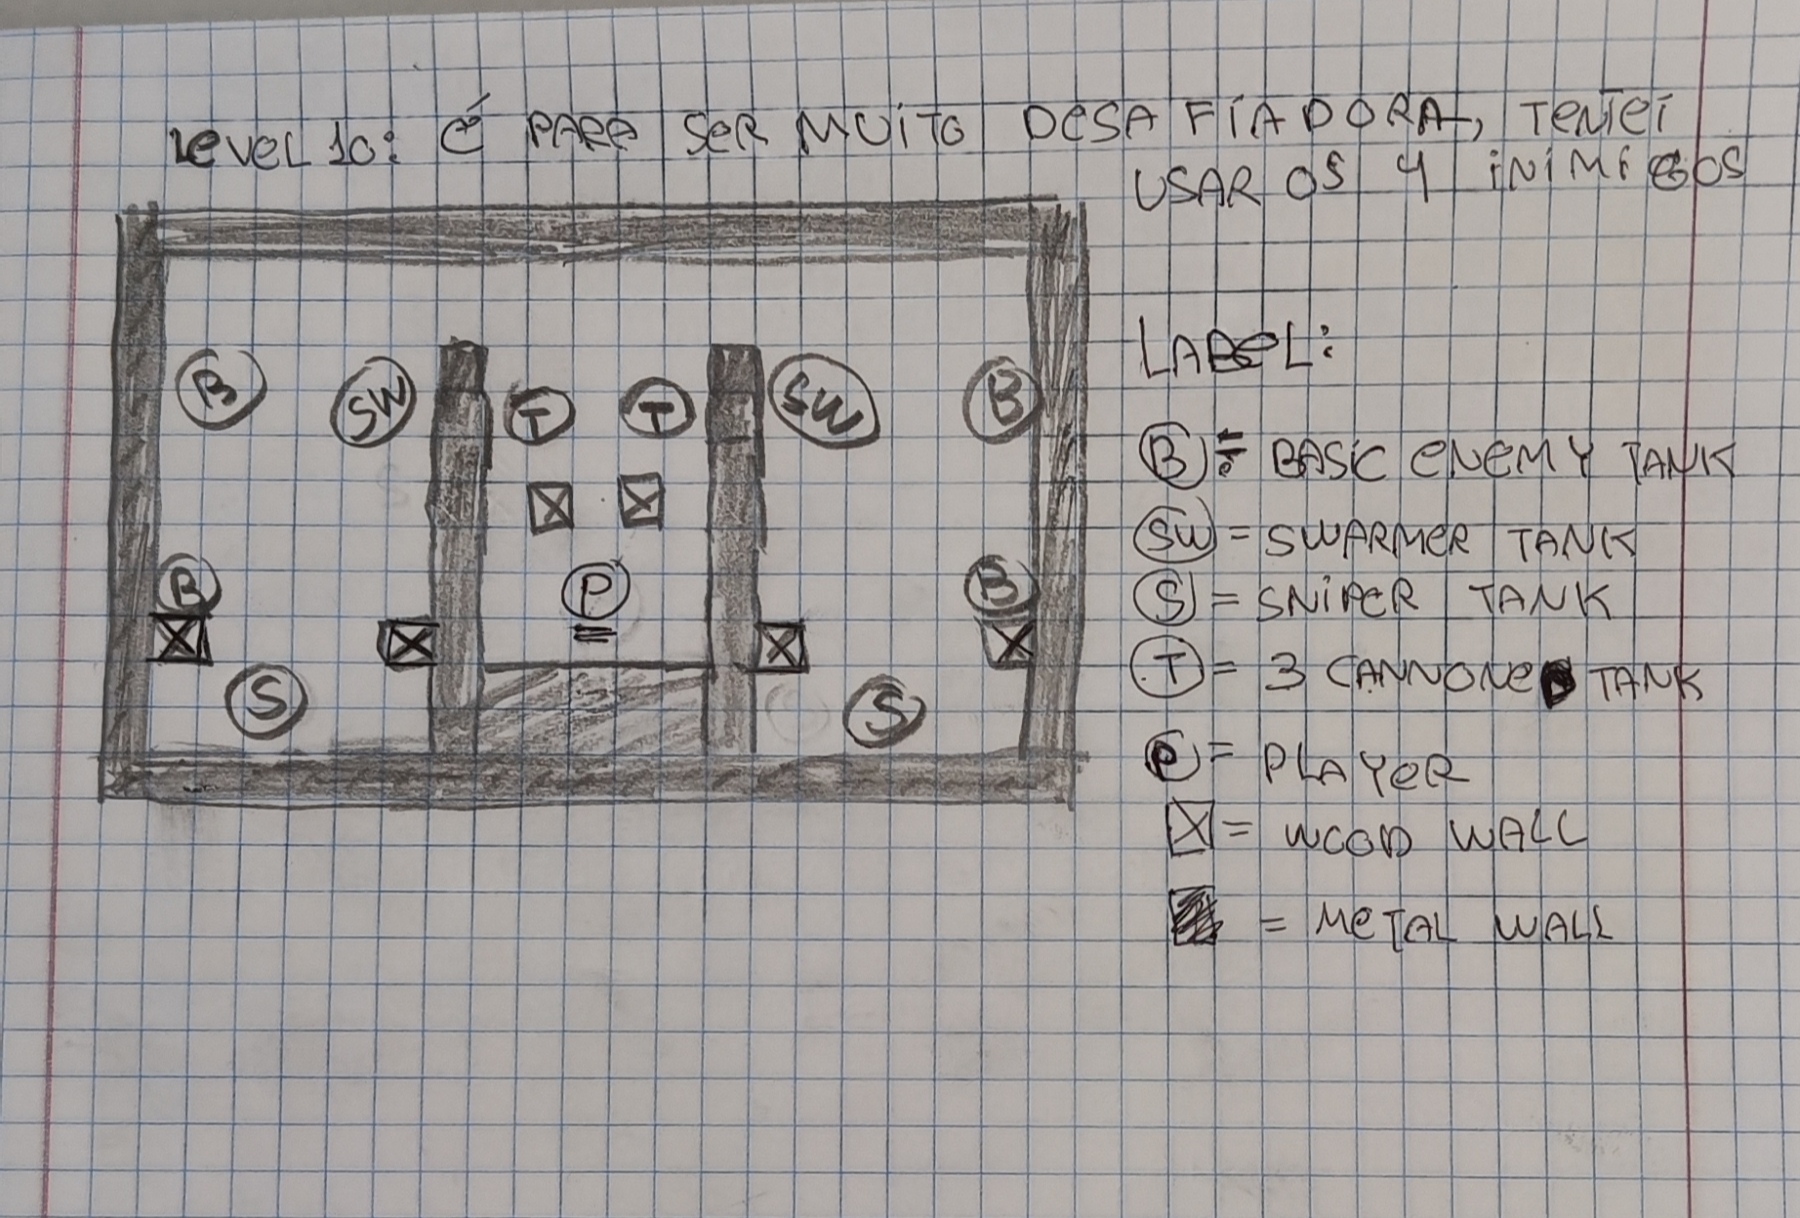 Level 10: É PARA SER MUITO DESAFIADORA, TENTEI
USAR OS 4 INIMIGOS
LABEL:
B = BASIC ENEMY TANK
SW = SWARMER TANK
S = SNIPER TANK
T = 3 CANNONE TANK
P = PLAYER
= WOOD WALL
= METAL WALL
B SW T T SW B
B P B
S S